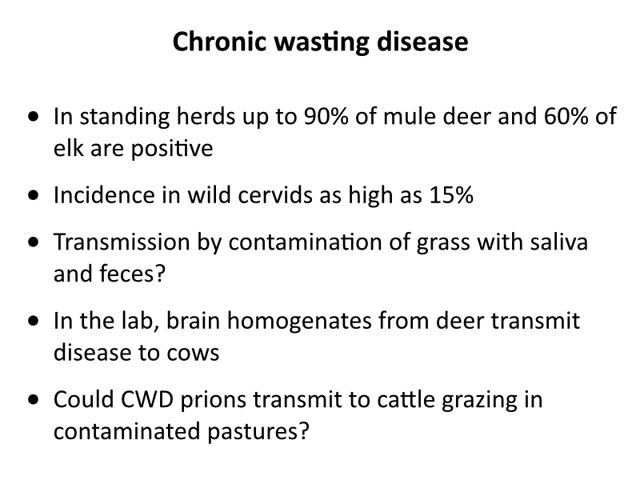 Chronic wasting disease
• In standing herds up to 90% of mule deer and 60% of
elk are positive
• Incidence in wild cervids as high as 15%
• Transmission by contamination of grass with saliva
and feces?
• In the lab, brain homogenates from deer transmit
disease to cows
• Could CWD prions transmit to cattle grazing in
contaminated pastures?